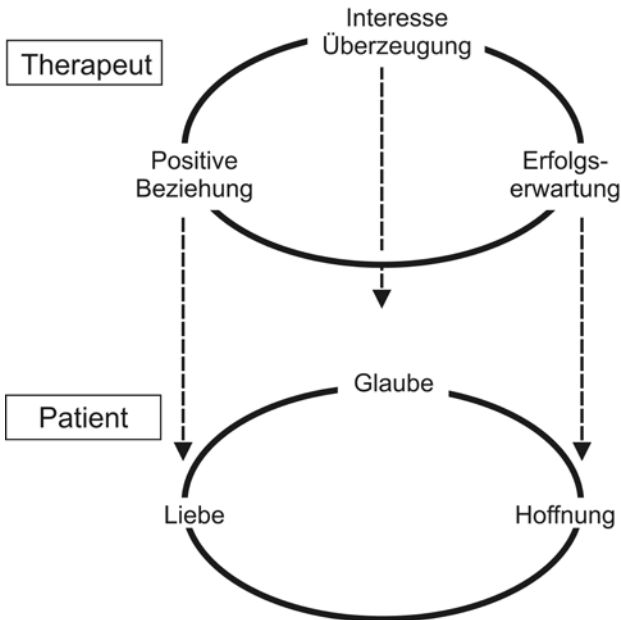 Interesse
Überzeugung
Therapeut
Positive
Beziehung
Erfolgs-
erwartung
Glaube
Patient
Liebe
Hoffnung